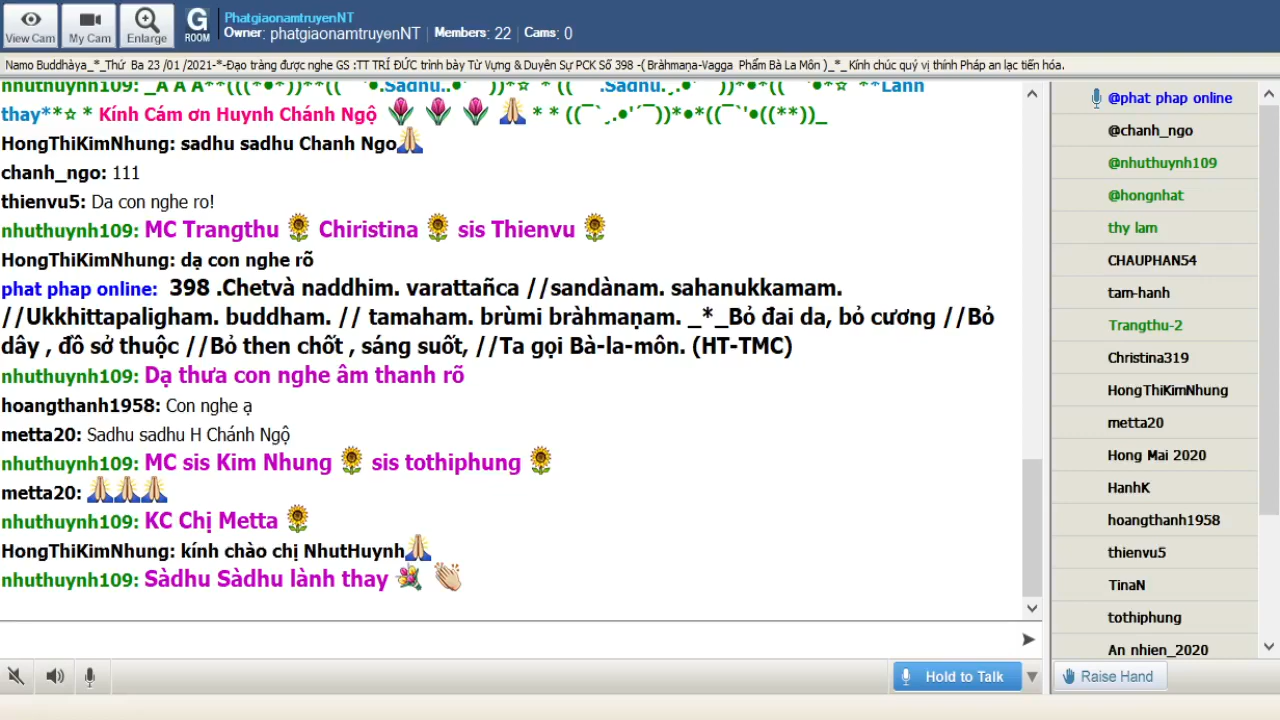 PhatgiaonamtruyenNT
Owner: phatgiaonamtruyenNT Members: 22 Cams: 0
View Cam My Cam Enlarge G ROOM
Namo Buddhàya_*_Thứ Ba 23 /01 /2021-*-Đạo tràng được nghe GS :TT TRÍ ĐỨC trình bày Từ Vựng & Duyên Sự PCK Số 398 -( Bràhmaṇa-Vagga Phẩm Bà La Môn )_*_ Kính chúc quý vị thính Pháp an lạc tiến hóa.
thay**☆ * Kính Cám ơn Huynh Chánh Ngộ 🌷 🌷 🌷 🙏 * * ((¯`ˎ.●'´¯))*●*((¯`'●((**))_
HongThiKimNhung: sadhu sadhu Chanh Ngo🙏
chanh_ngo: 111
thienvu5: Da con nghe ro!
nhuthuynh109: MC Trangthu 🌻 Chiristina 🌻 sis Thienvu 🌻
HongThiKimNhung: dạ con nghe rõ
phat phap online: 398 .Chetvà naddhim. varattañca //sandànam. sahanukkamam.
//Ukkhittapaligham. buddham. // tamaham. brùmi bràhmaṇam. _*_Bỏ đai da, bỏ cương //Bỏ
dây , đồ sở thuộc //Bỏ then chốt , sáng suốt, //Ta gọi Bà-la-môn. (HT-TMC)
nhuthuynh109: Dạ thưa con nghe âm thanh rõ
hoangthanh1958: Con nghe ạ
metta20: Sadhu sadhu H Chánh Ngộ
nhuthuynh109: MC sis Kim Nhung 🌻 sis tothiphung 🌻
metta20: 🙏🙏🙏
nhuthuynh109: KC Chị Metta 🌻
HongThiKimNhung: kính chào chị NhutHuynh🙏
nhuthuynh109: Sàdhu Sàdhu lành thay 💐 👏
@phat phap online
@chanh_ngo
@nhuthuynh109
@hongnhat
thy lam
CHAUPHAN54
tam-hanh
Trangthu-2
Christina319
HongThiKimNhung
metta20
Hong Mai 2020
HanhK
hoangthanh1958
thienvu5
TinaN
tothiphung
An nhien_2020
Hold to Talk
Raise Hand